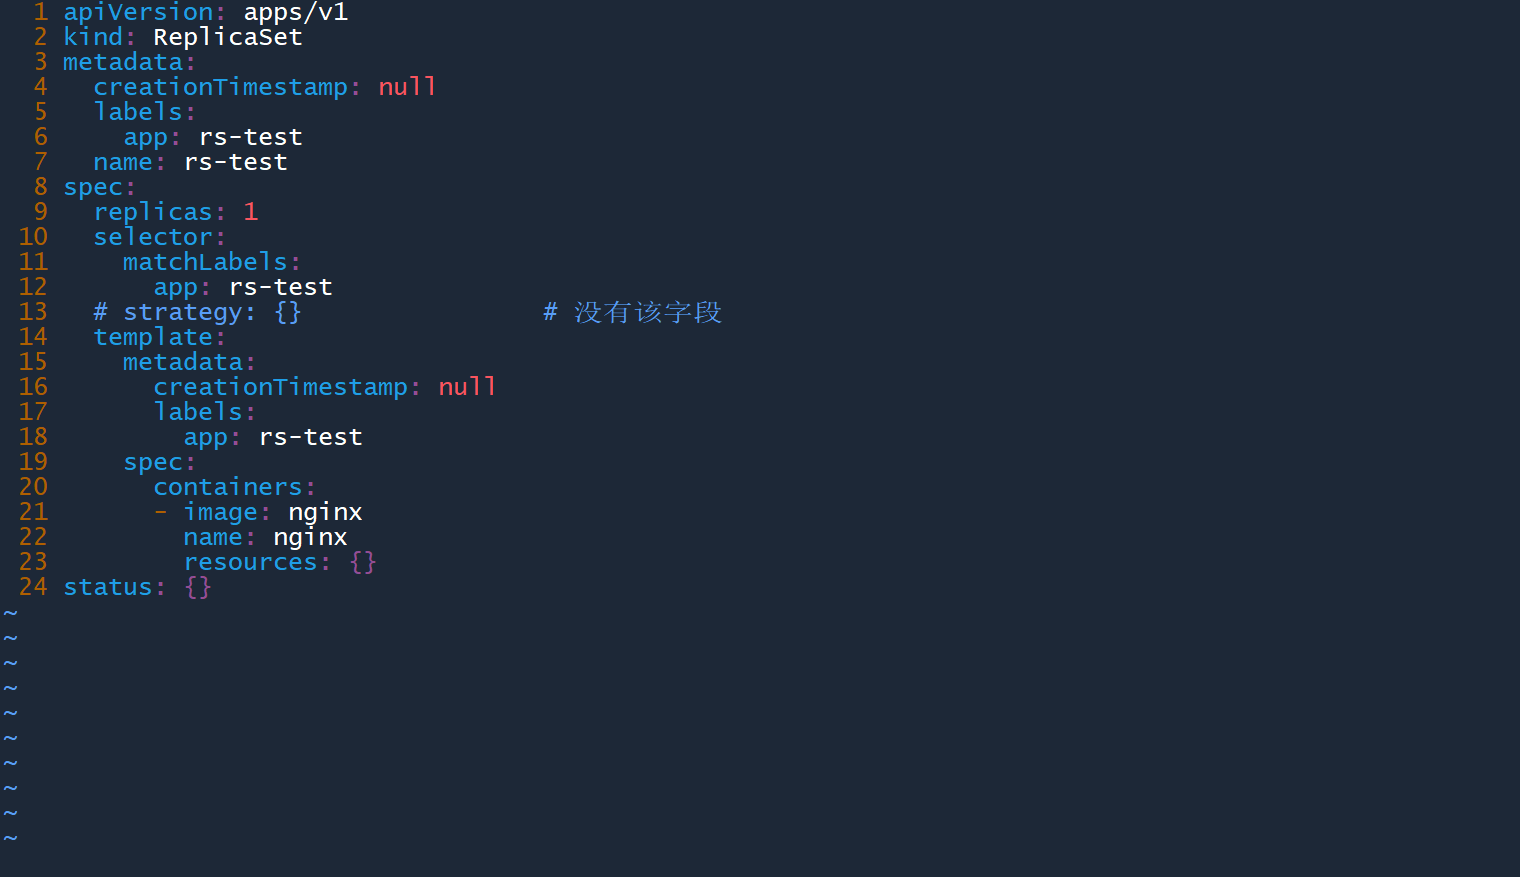 1 apiVersion: apps/v1
2 kind: ReplicaSet
3 metadata:
4   creationTimestamp: null
5   labels:
6     app: rs-test
7   name: rs-test
8 spec:
9   replicas: 1
10   selector:
11     matchLabels:
12       app: rs-test
13   # strategy: {}                # 没有该字段
14   template:
15     metadata:
16       creationTimestamp: null
17       labels:
18         app: rs-test
19     spec:
20       containers:
21       - image: nginx
22         name: nginx
23         resources: {}
24 status: {}
~
~
~
~
~
~
~
~
~
~